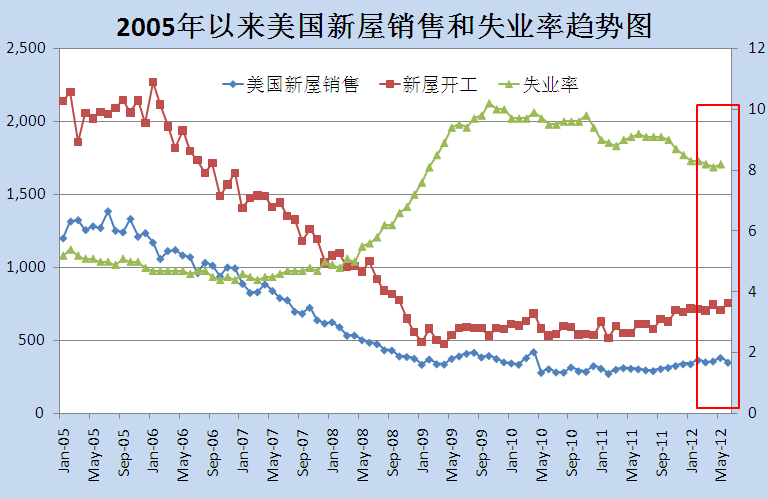 2005年以来美国新屋销售和失业率趋势图
美国新屋销售 新屋开工 失业率
2,500
2,000
1,500
1,000
500
0
12
10
8
6
4
2
0
Jan-05
May-05
Sep-05
Jan-06
May-06
Sep-06
Jan-07
May-07
Sep-07
Jan-08
May-08
Sep-08
Jan-09
May-09
Sep-09
Jan-10
May-10
Sep-10
Jan-11
May-11
Sep-11
Jan-12
May-12